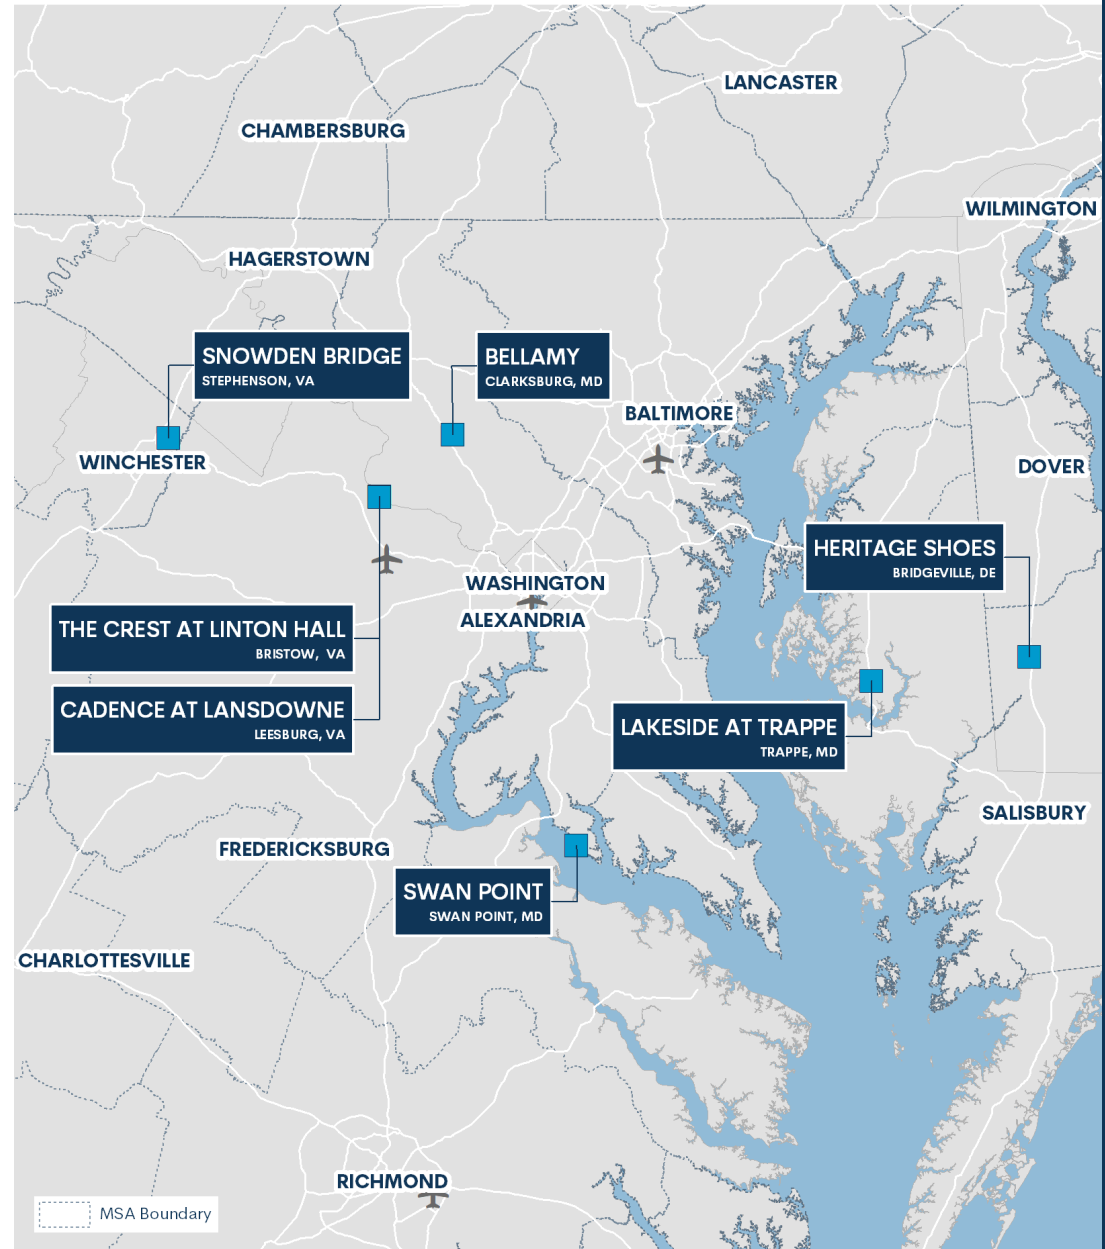 LANCASTER
CHAMBERSBURG
WILMINGTON
HAGERSTOWN
SNOWDEN BRIDGE
STEPHENSON, VA
BELLAMY
CLARKSBURG, MD
BALTIMORE
WINCHESTER
DOVER
HERITAGE SHOES
BRIDGEVILLE, DE
WASHINGTON
ALEXANDRIA
THE CREST AT LINTON HALL
BRISTOW, VA
CADENCE AT LANSDOWNE
LEESBURG, VA
LAKESIDE AT TRAPPE
TRAPPE, MD
SALISBURY
FREDERICKSBURG
SWAN POINT
SWAN POINT, MD
CHARLOTTESVILLE
RICHMOND
MSA Boundary